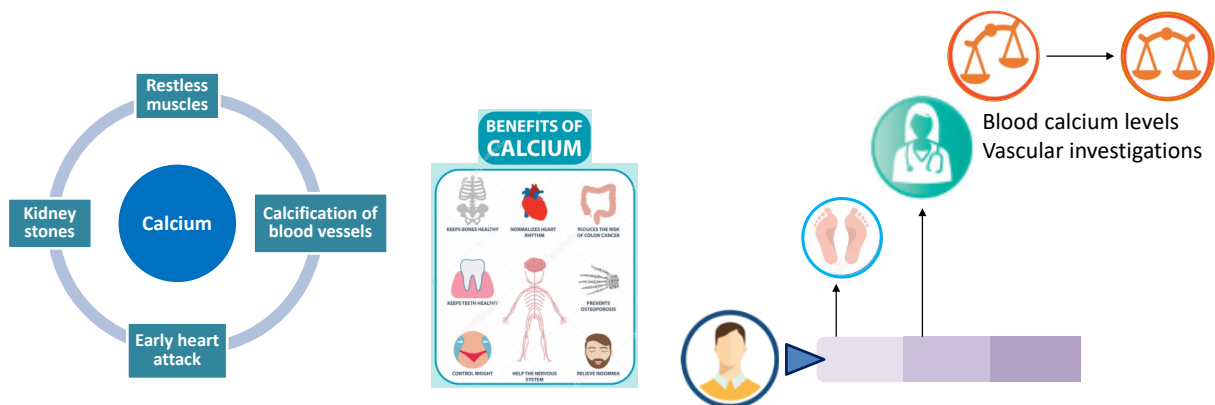 Restless
muscles
Kidney
stones
Calcium
Calcification of
blood vessels
Early heart
attack
BENEFITS OF
CALCIUM
KEEPS BONES HEALTHY
NORMALIZES HEART
RHYTHM
REDUCES THE RISK
OF COLON CANCER
KEEPS TEETH HEALTHY
PREVENTS
OSTEOPOROSIS
CONTROL WEIGHT
HELP THE NERVOUS
SYSTEM
RELIEVE INSOMNIA
Blood calcium levels
Vascular investigations